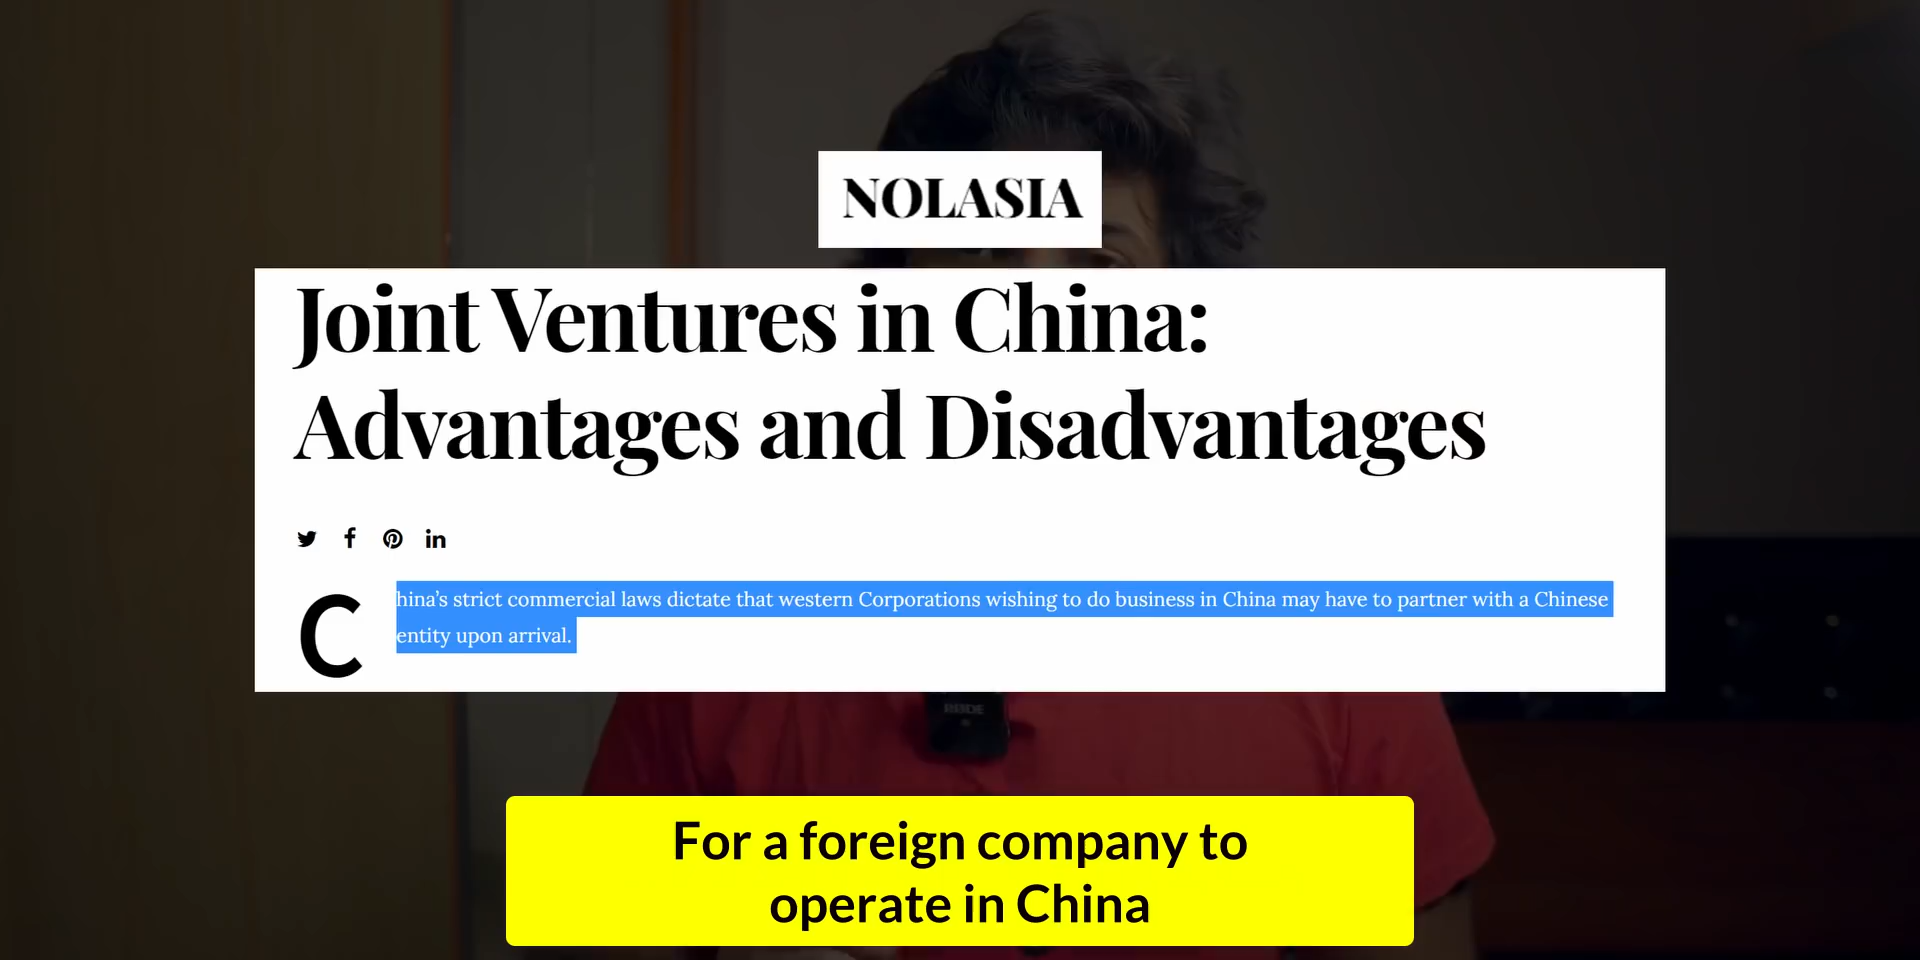 NOLASIA
Joint Ventures in China:
Advantages and Disadvantages
China’s strict commercial laws dictate that western Corporations wishing to do business in China may have to partner with a Chinese
entity upon arrival.
RØDE
For a foreign company to
operate in China